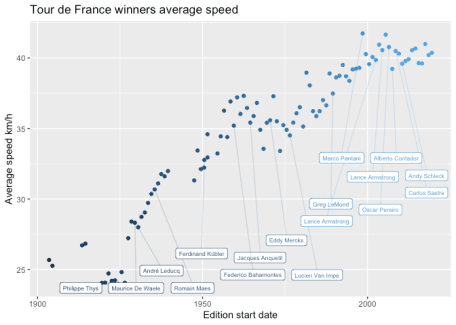 Tour de France winners average speed
Average speed km/h
40
35
30
25
1900
1950
2000
Edition start date
Marco Pantani
Alberto Contador
Lance Armstrong
Andy Schleck
Carlos Sastre
Greg LeMond
Oscar Pereiro
Lance Armstrong
Eddy Merckx
Ferdinand Kübler
Jacques Anquetil
André Leducq
Federico Bahamontes
Lucien Van Impe
Philippe Thys
Maurice De Waele
Romain Maes